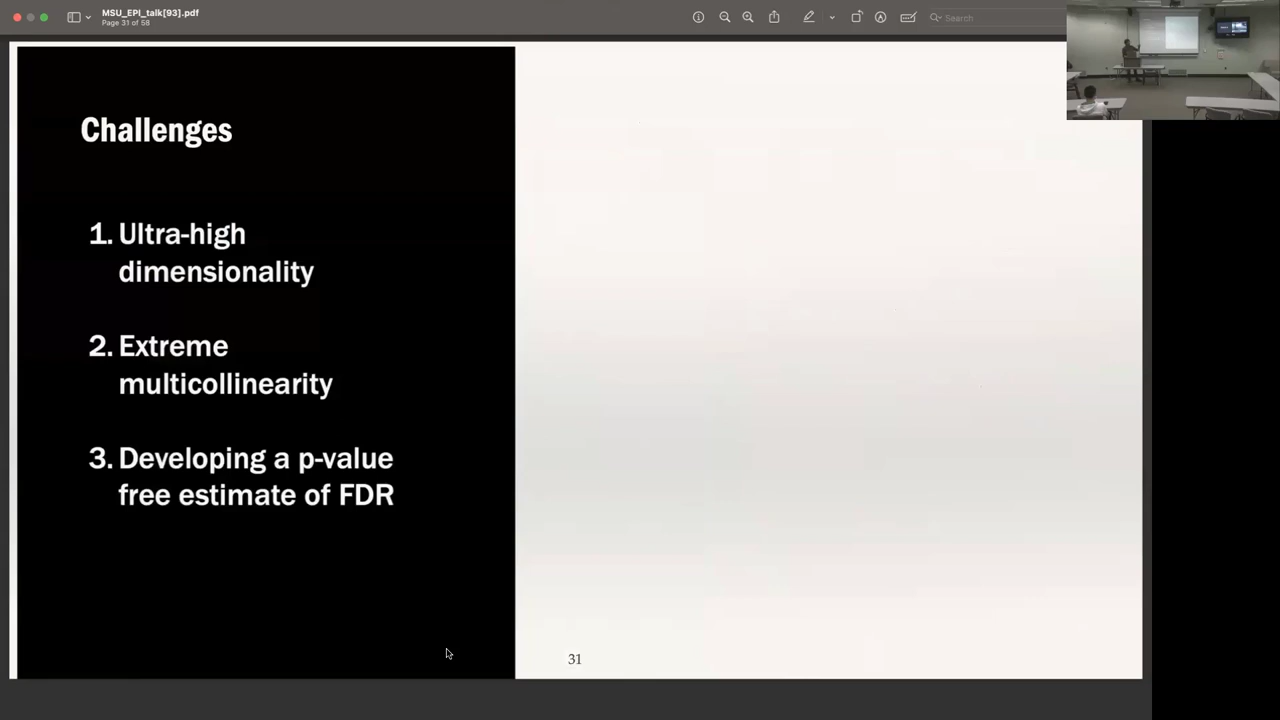 MSU_EPI_talk[93].pdf
Page 31 of 58
Search
Challenges
1. Ultra-high
dimensionality
2. Extreme
multicollinearity
3. Developing a p-value
free estimate of FDR
31